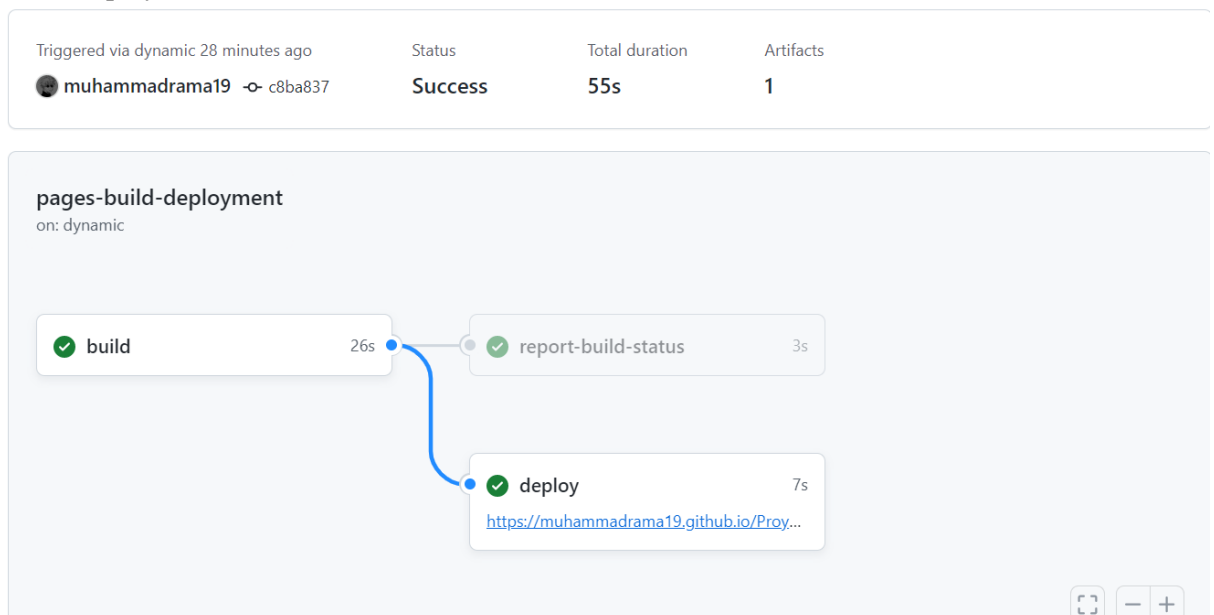 Triggered via dynamic 28 minutes ago
muhammadrama19 c8ba837
Status
Success
Total duration
55s
Artifacts
1
pages-build-deployment
on: dynamic
build 26s
report-build-status 3s
deploy 7s
https://muhammadrama19.github.io/Proy...